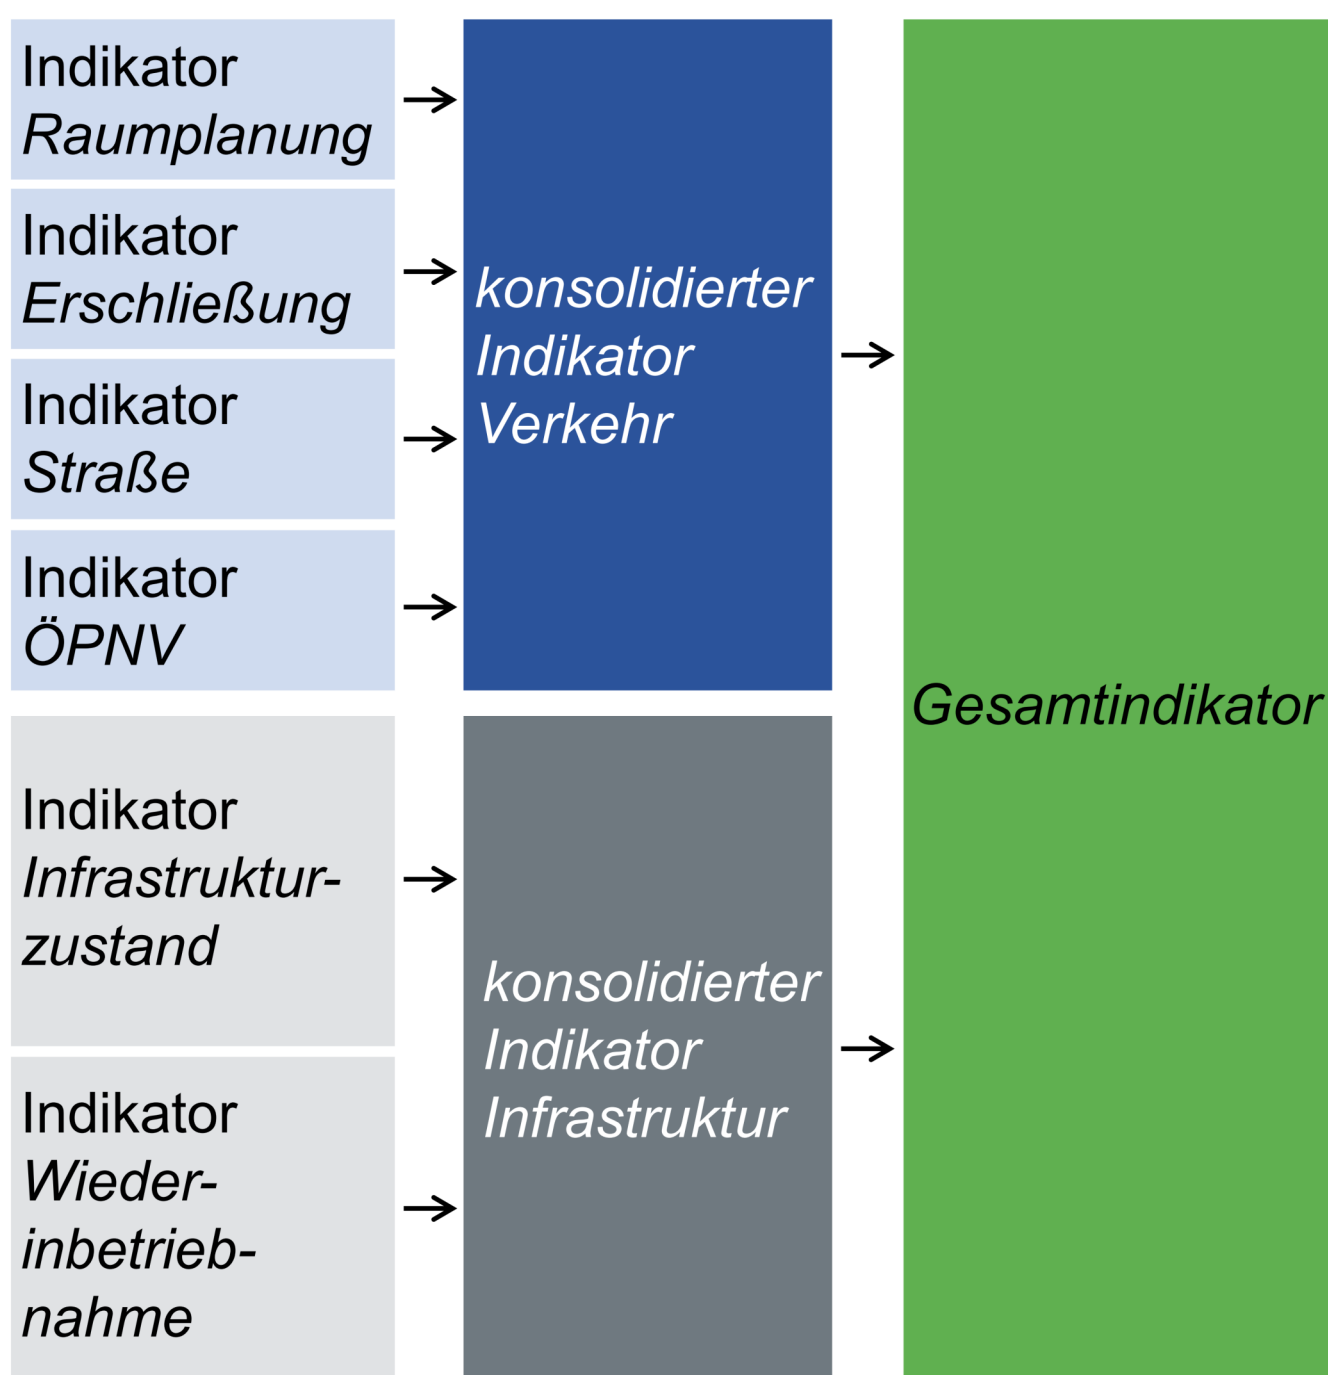 Indikator
Raumplanung
Indikator
Erschließung
Indikator
Straße
Indikator
ÖPNV
konsolidierter
Indikator
Verkehr
Indikator
Infrastruktur-
zustand
Indikator
Wieder-
inbetrieb-
nahme
konsolidierter
Indikator
Infrastruktur
Gesamtindikator